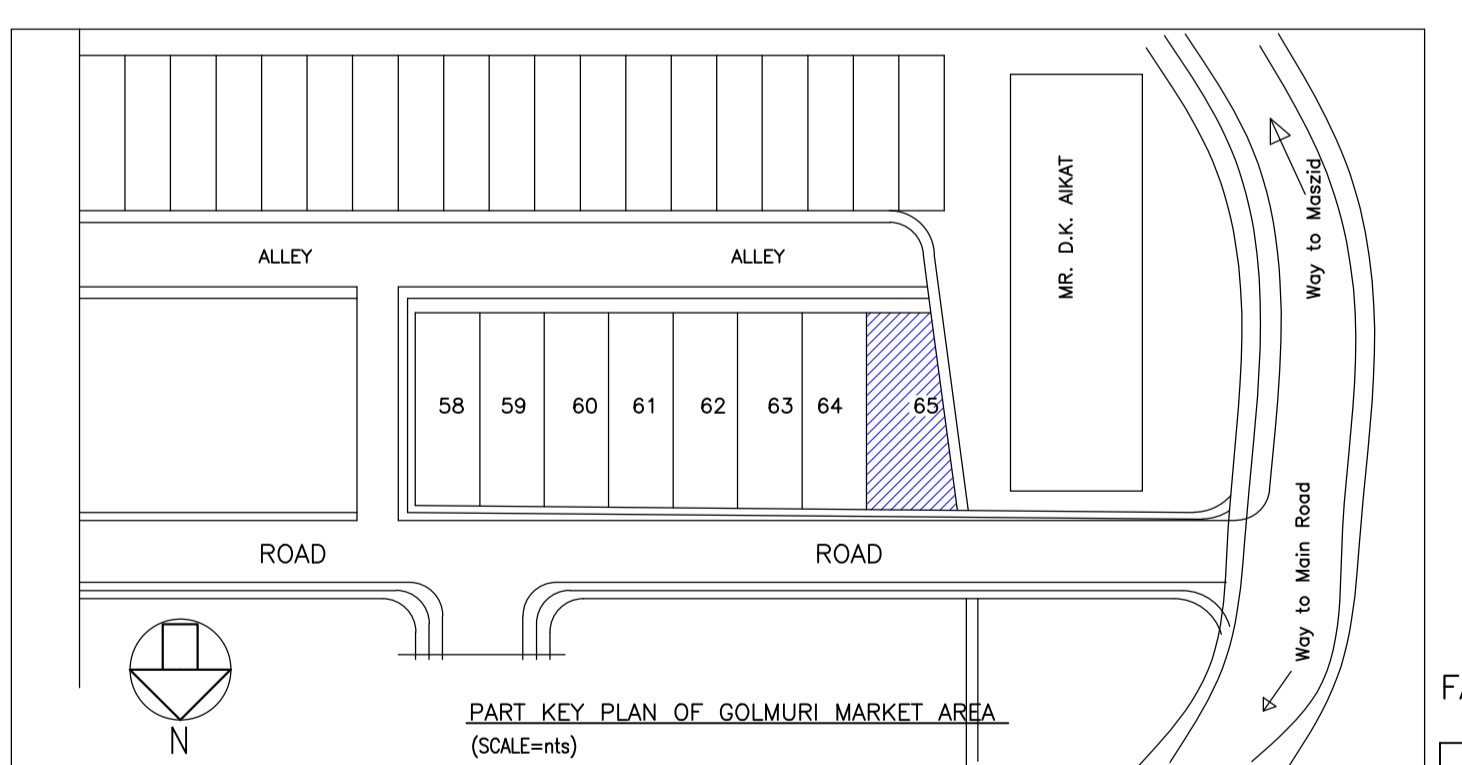 ALLEY
ALLEY
MR. D.K. AIKAT
Way to Maszid
58 59 60 61 62 63 64 65
ROAD
ROAD
Way to Main Road
N
PART KEY PLAN OF GOLMURI MARKET AREA
(SCALE=nts)